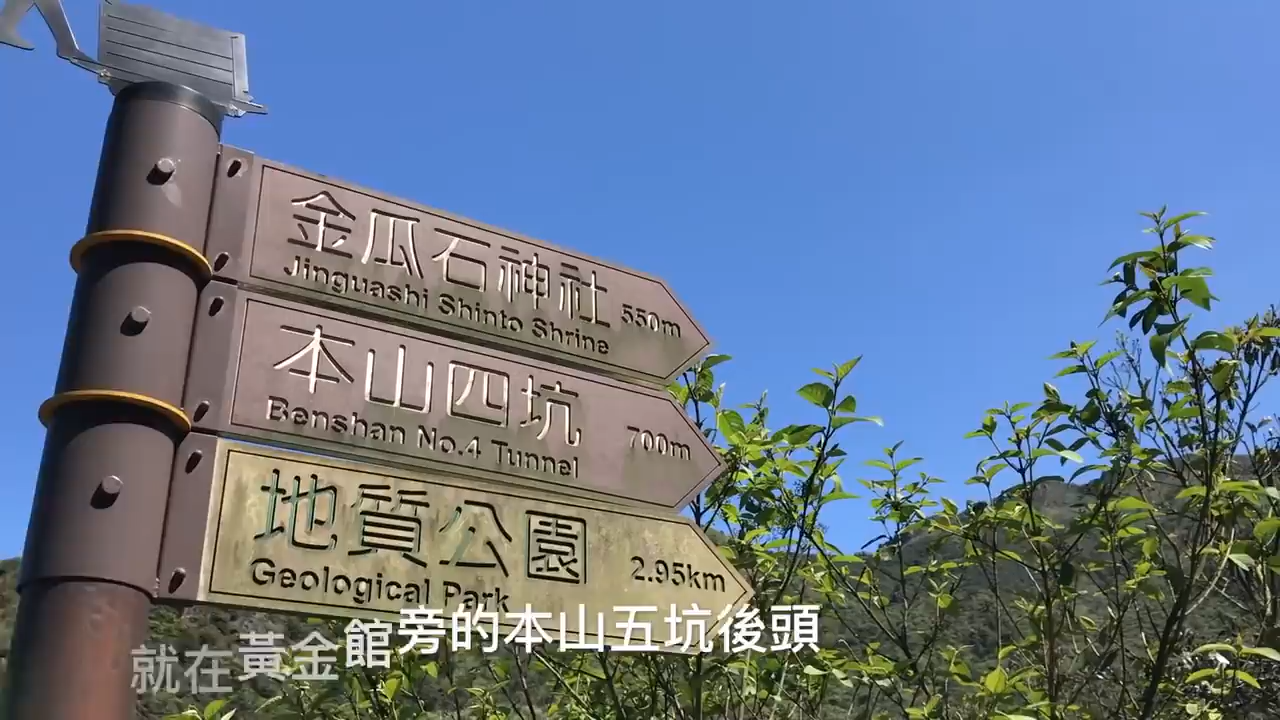 金瓜石神社
Jinguashi Shinto Shrine
550m
本山四坑
Benshan No.4 Tunnel
700m
地質公園
Geological Park
2.95km
就在黃金館旁的本山五坑後頭